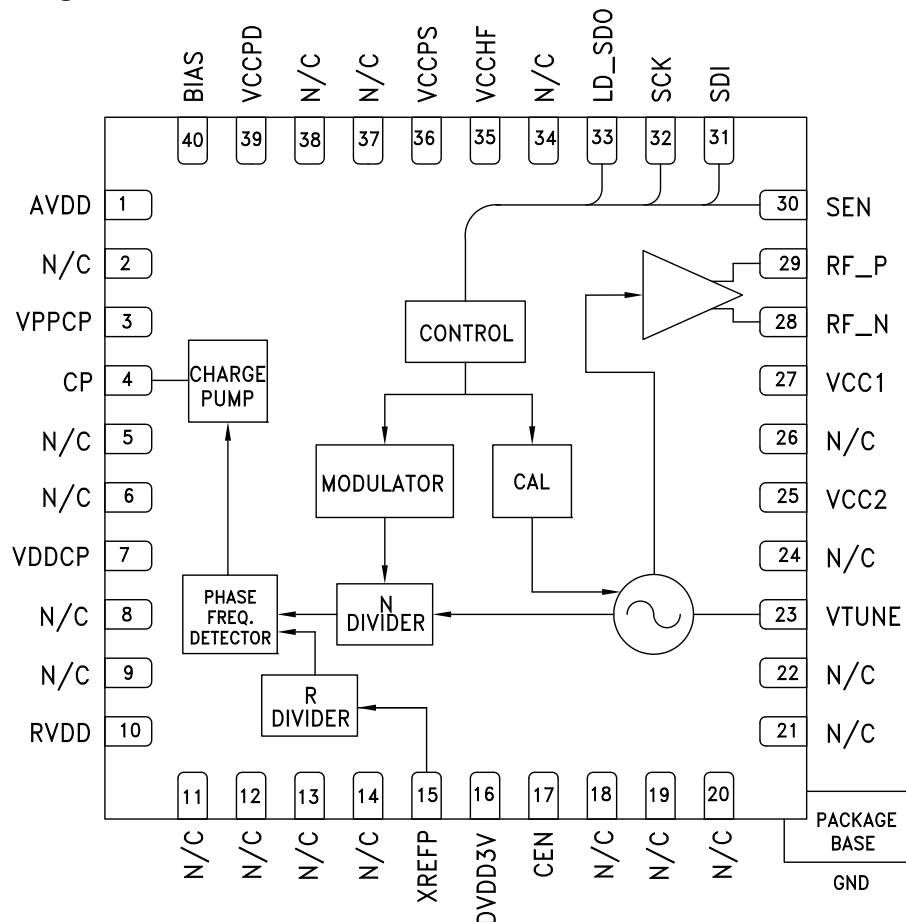 BIAS
VCCPD
N/C
N/C
VCCPS
VCCHF
N/C
LD_SDO
SCK
SDI
40
39
38
37
36
35
34
33
32
31
AVDD 1
N/C 2
VPPCP 3
CP 4
N/C 5
N/C 6
VDDCP 7
N/C 8
N/C 9
RVDD 10
30 SEN
29 RF_P
28 RF_N
27 VCC1
26 N/C
25 VCC2
24 N/C
23 VTUNE
22 N/C
21 N/C
CONTROL
CHARGE
PUMP
MODULATOR
CAL
PHASE
FREQ.
DETECTOR
N
DIVIDER
R
DIVIDER
11
12
13
14
15
16
17
18
19
20
N/C
N/C
N/C
N/C
XREFP
DVDD3V
CEN
N/C
N/C
N/C
PACKAGE
BASE
GND